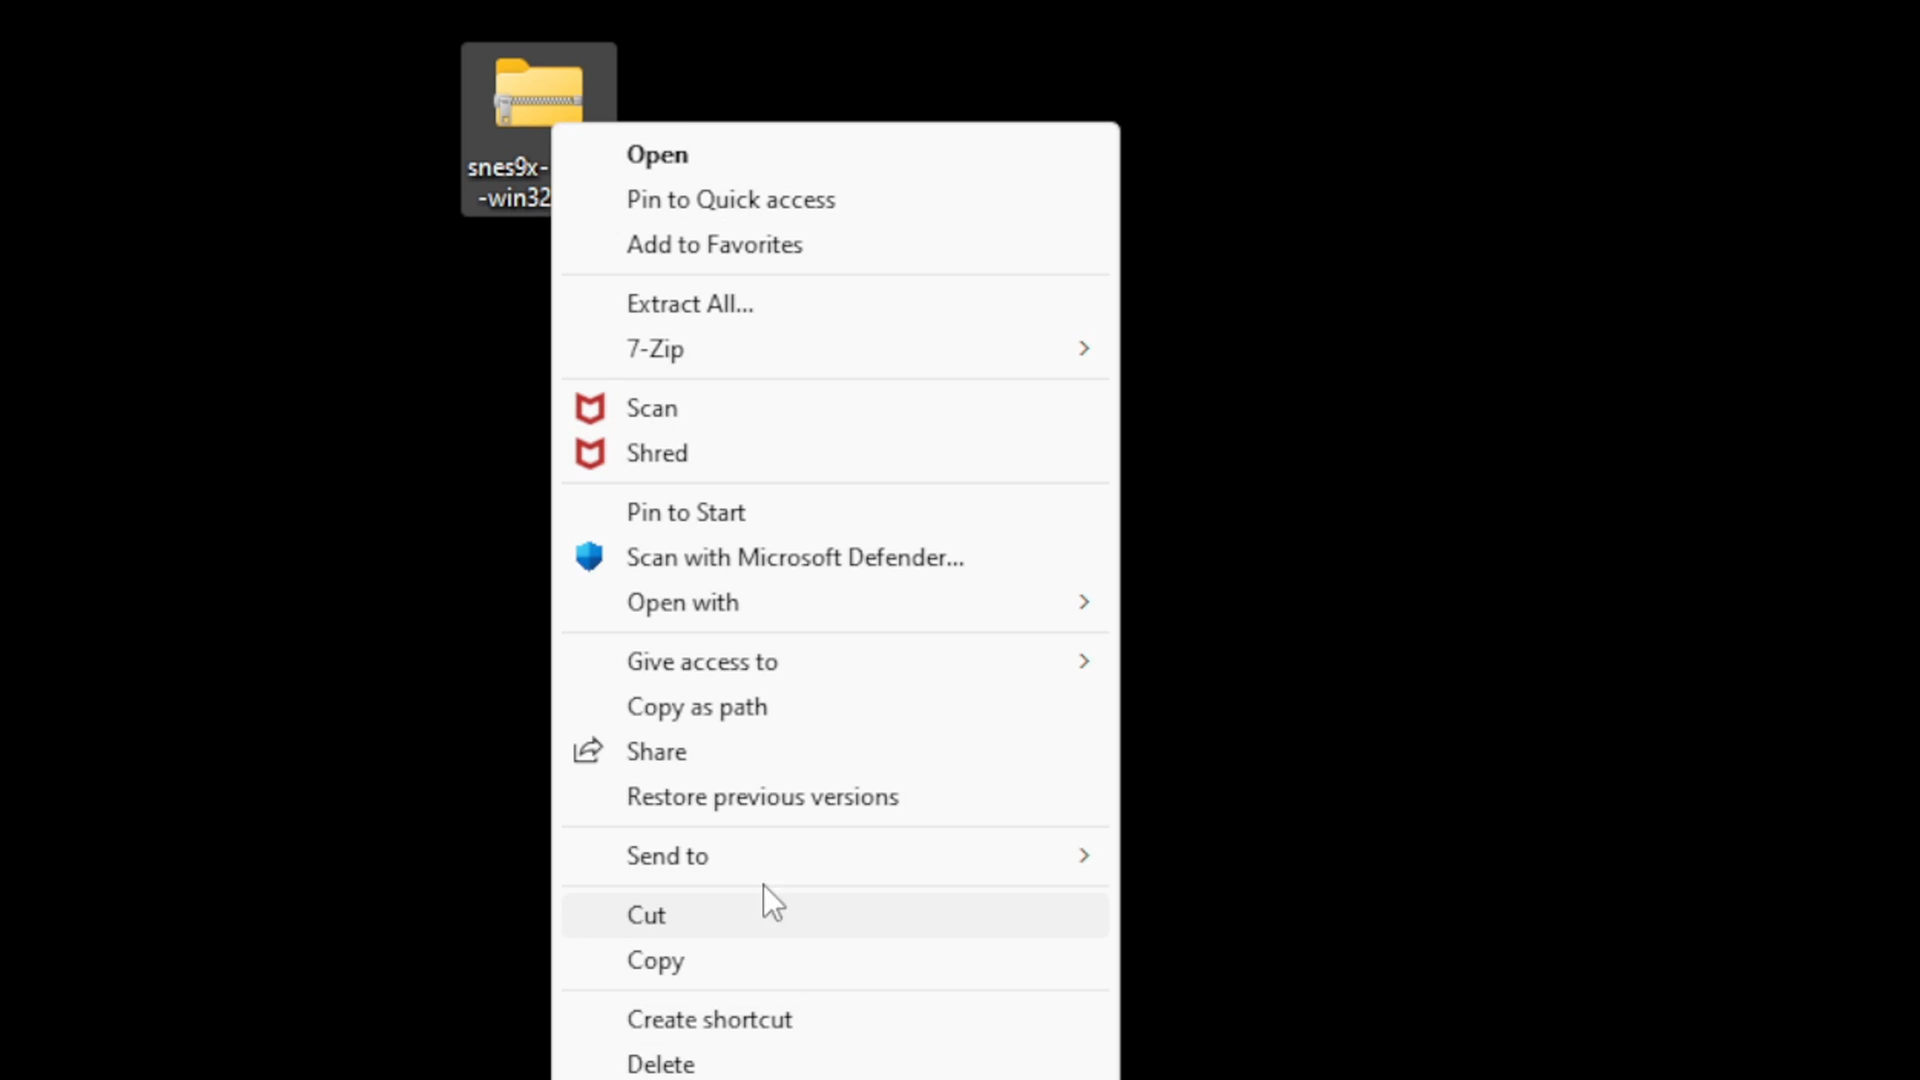 snes9x-
-win32
Open
Pin to Quick access
Add to Favorites
Extract All...
7-Zip
Scan
Shred
Pin to Start
Scan with Microsoft Defender...
Open with
Give access to
Copy as path
Share
Restore previous versions
Send to
Cut
Copy
Create shortcut
Delete